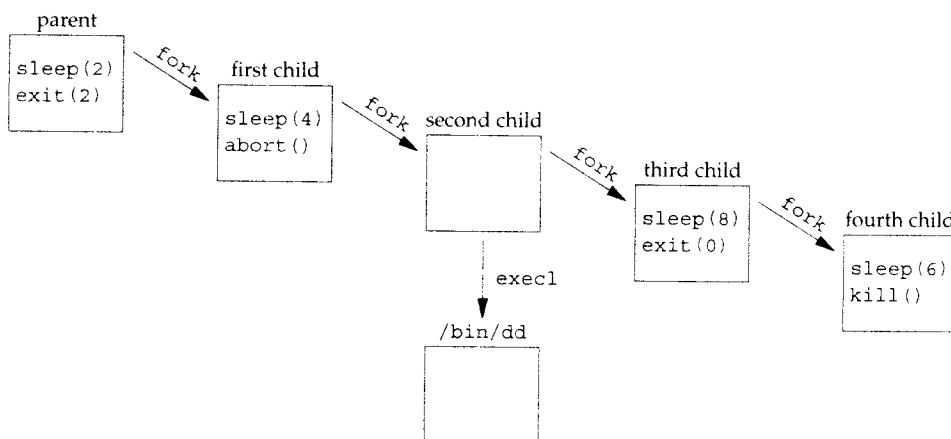 parent
sleep(2)
exit(2)
fork
first child
sleep(4)
abort()
fork
second child
fork
third child
sleep(8)
exit(0)
fork
fourth child
sleep(6)
kill()
execl
/bin/dd